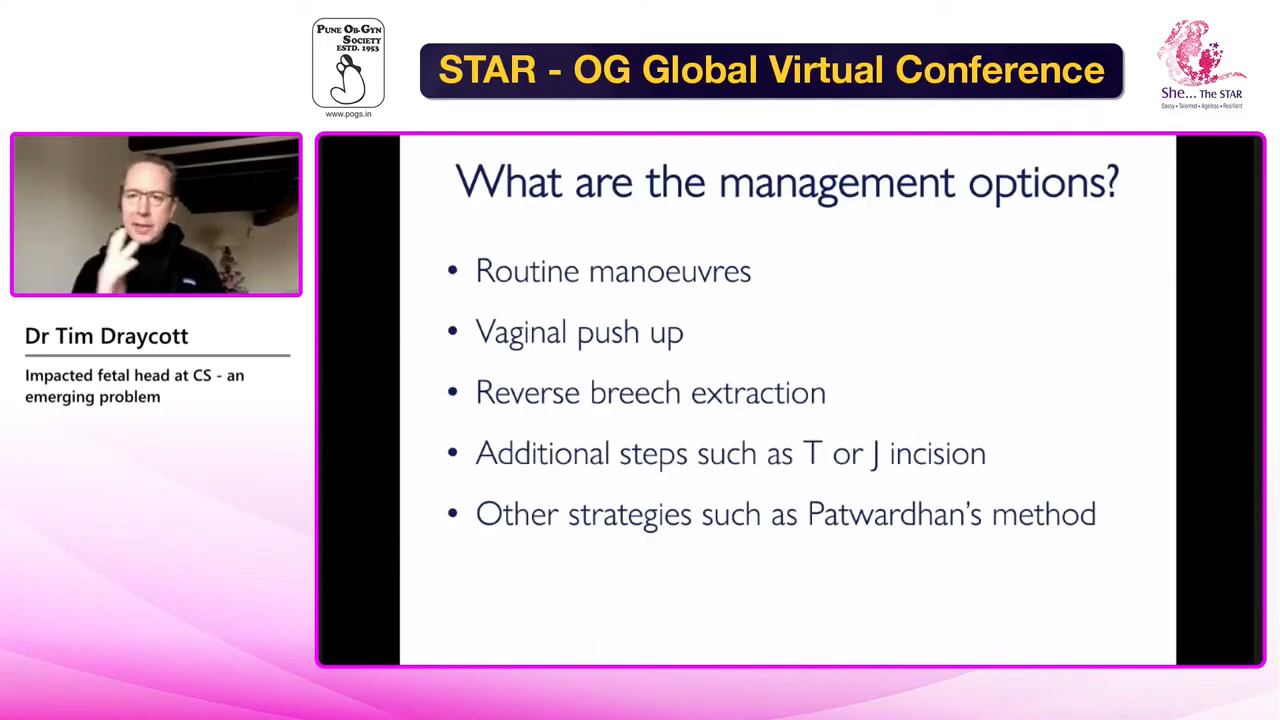 PUNE OB-GYN
SOCIETY
ESTD. 1953
www.pogs.in
STAR - OG Global Virtual Conference
She... THE STAR
Sassy • Talented • Ageless • Resilient
Dr Tim Draycott
Impacted fetal head at CS - an
emerging problem
What are the management options?
• Routine manoeuvres
• Vaginal push up
• Reverse breech extraction
• Additional steps such as T or J incision
• Other strategies such as Patwardhan's method